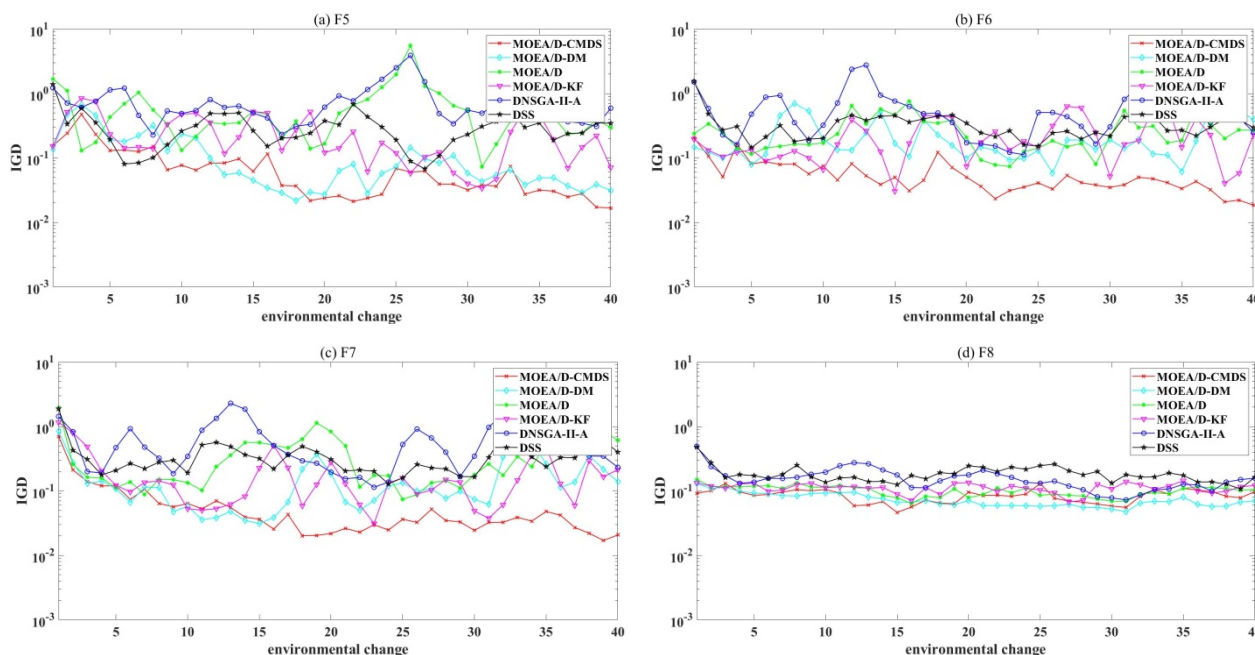 (a) F5
10^1
10^0
10^-1
10^-2
10^-3
IGD
5 10 15 20 25 30 35 40
environmental change
MOEA/D-CMDS
MOEA/D-DM
MOEA/D
MOEA/D-KF
DNSGA-II-A
DSS
(b) F6
10^1
10^0
10^-1
10^-2
10^-3
IGD
5 10 15 20 25 30 35 40
environmental change
MOEA/D-CMDS
MOEA/D-DM
MOEA/D
MOEA/D-KF
DNSGA-II-A
DSS
(c) F7
10^1
10^0
10^-1
10^-2
10^-3
IGD
5 10 15 20 25 30 35 40
environmental change
MOEA/D-CMDS
MOEA/D-DM
MOEA/D
MOEA/D-KF
DNSGA-II-A
DSS
(d) F8
10^1
10^0
10^-1
10^-2
10^-3
IGD
5 10 15 20 25 30 35 40
environmental change
MOEA/D-CMDS
MOEA/D-DM
MOEA/D
MOEA/D-KF
DNSGA-II-A
DSS